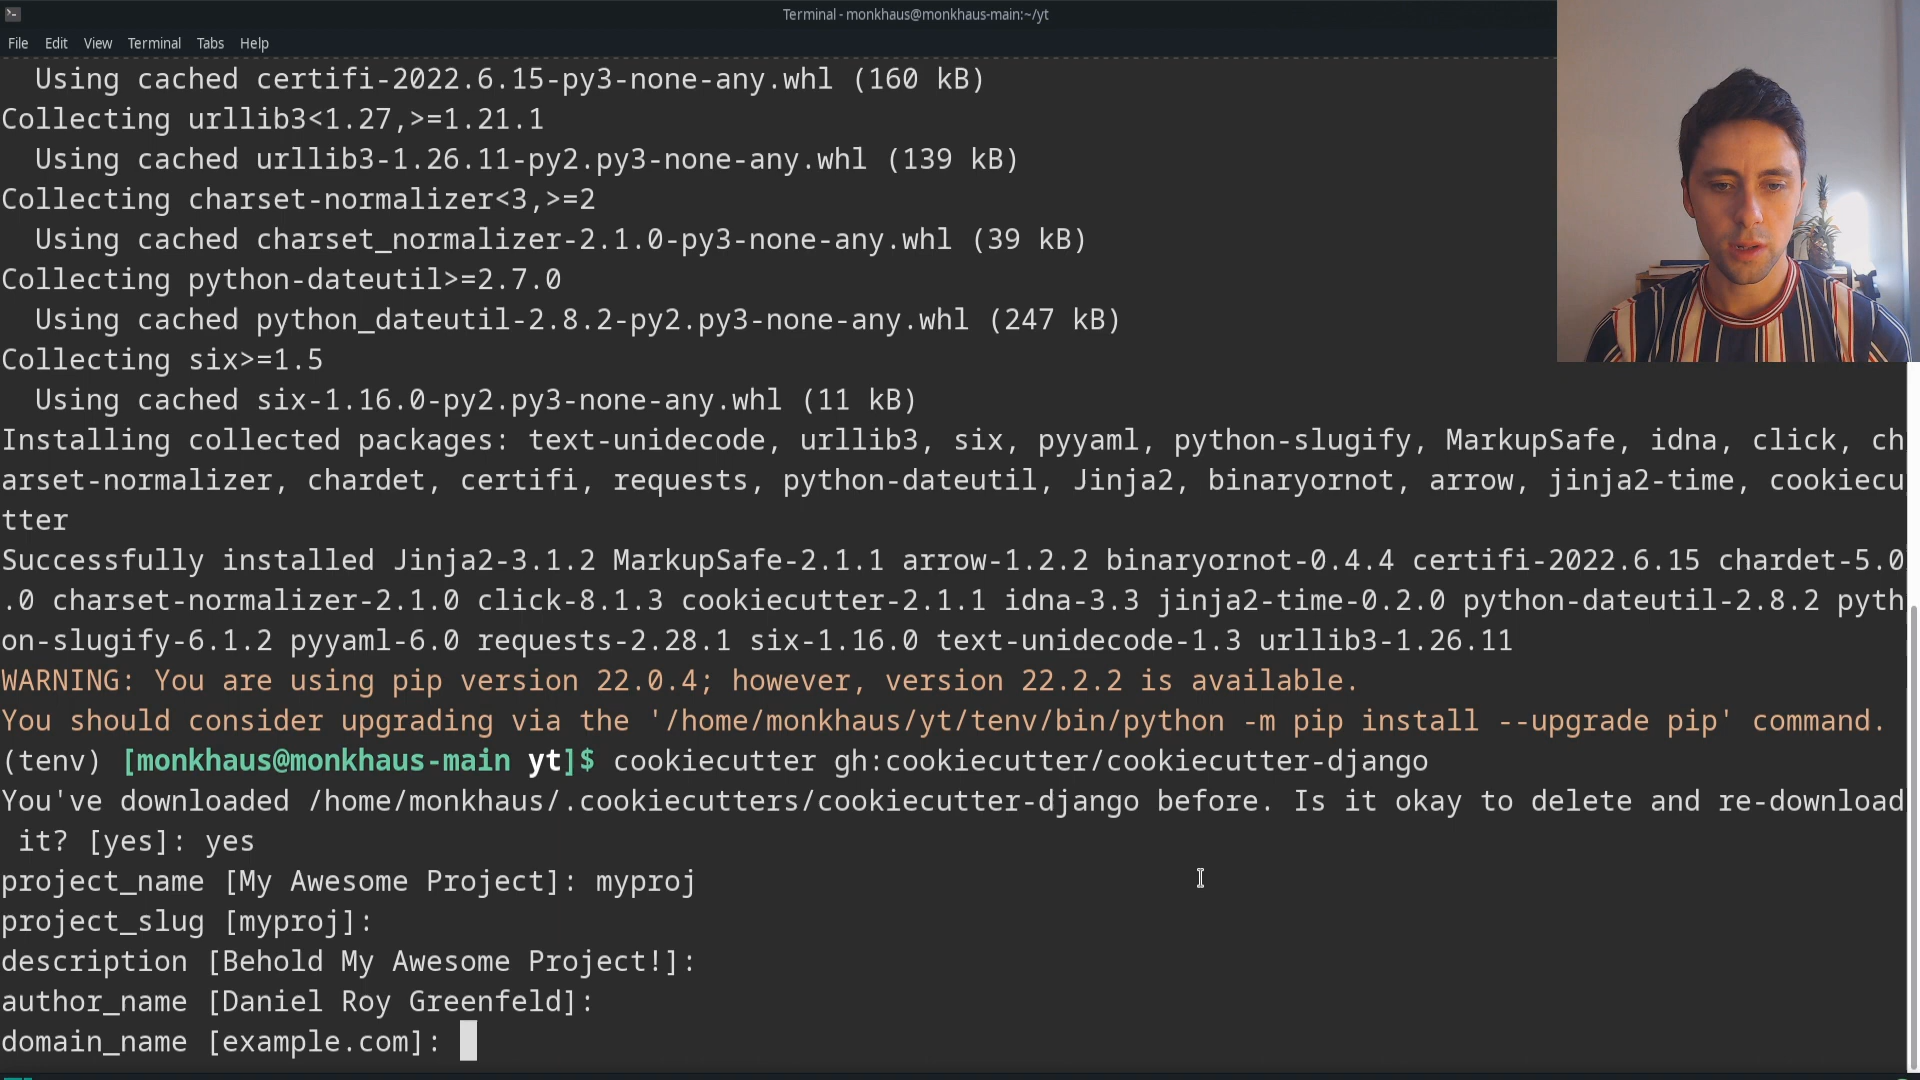 Terminal - monkhaus@monkhaus-main:~/yt
File Edit View Terminal Tabs Help
Using cached certifi-2022.6.15-py3-none-any.whl (160 kB)
Collecting urllib3<1.27,>=1.21.1
Using cached urllib3-1.26.11-py2.py3-none-any.whl (139 kB)
Collecting charset-normalizer<3,>=2
Using cached charset_normalizer-2.1.0-py3-none-any.whl (39 kB)
Collecting python-dateutil>=2.7.0
Using cached python_dateutil-2.8.2-py2.py3-none-any.whl (247 kB)
Collecting six>=1.5
Using cached six-1.16.0-py2.py3-none-any.whl (11 kB)
Installing collected packages: text-unidecode, urllib3, six, pyyaml, python-slugify, MarkupSafe, idna, click, ch
arset-normalizer, chardet, certifi, requests, python-dateutil, Jinja2, binaryornot, arrow, jinja2-time, cookiecu
tter
Successfully installed Jinja2-3.1.2 MarkupSafe-2.1.1 arrow-1.2.2 binaryornot-0.4.4 certifi-2022.6.15 chardet-5.0
.0 charset-normalizer-2.1.0 click-8.1.3 cookiecutter-2.1.1 idna-3.3 jinja2-time-0.2.0 python-dateutil-2.8.2 pyth
on-slugify-6.1.2 pyyaml-6.0 requests-2.28.1 six-1.16.0 text-unidecode-1.3 urllib3-1.26.11
WARNING: You are using pip version 22.0.4; however, version 22.2.2 is available.
You should consider upgrading via the '/home/monkhaus/yt/tenv/bin/python -m pip install --upgrade pip' command.
(tenv) [monkhaus@monkhaus-main yt]$ cookiecutter gh:cookiecutter/cookiecutter-django
You've downloaded /home/monkhaus/.cookiecutters/cookiecutter-django before. Is it okay to delete and re-download
it? [yes]: yes
project_name [My Awesome Project]: myproj
project_slug [myproj]:
description [Behold My Awesome Project!]:
author_name [Daniel Roy Greenfeld]:
domain_name [example.com]: